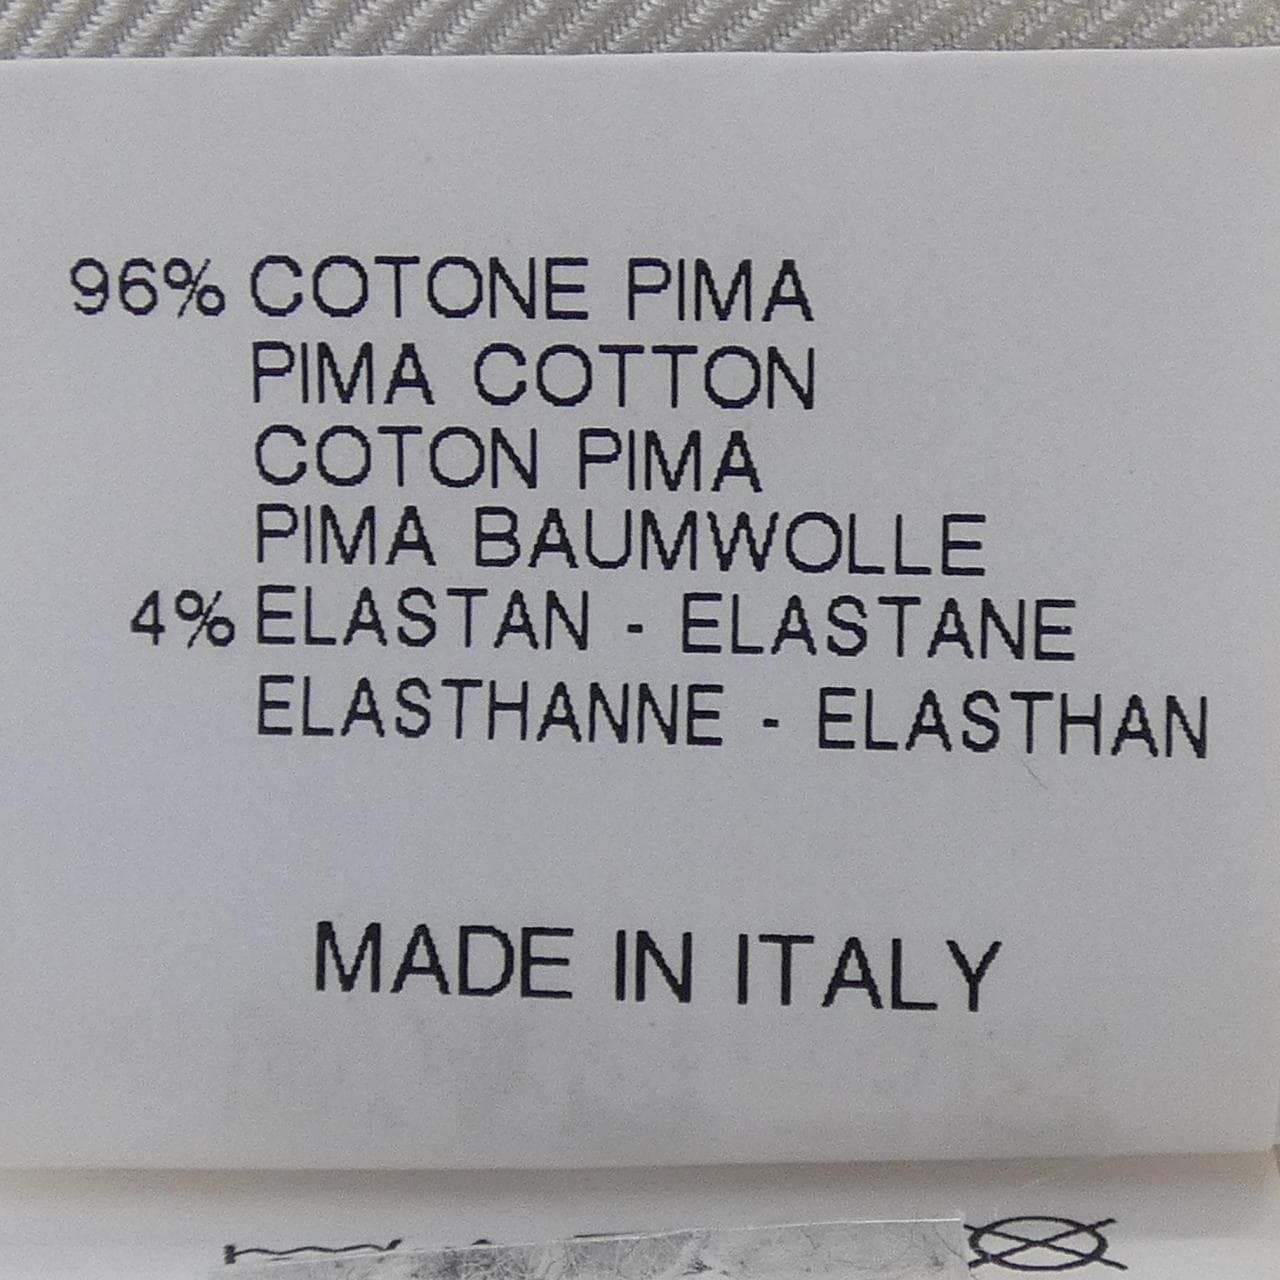 96% COTONE PIMA
PIMA COTTON
COTON PIMA
PIMA BAUMWOLLE
4% ELASTAN - ELASTANE
ELASTHANNE - ELASTHAN
MADE IN ITALY